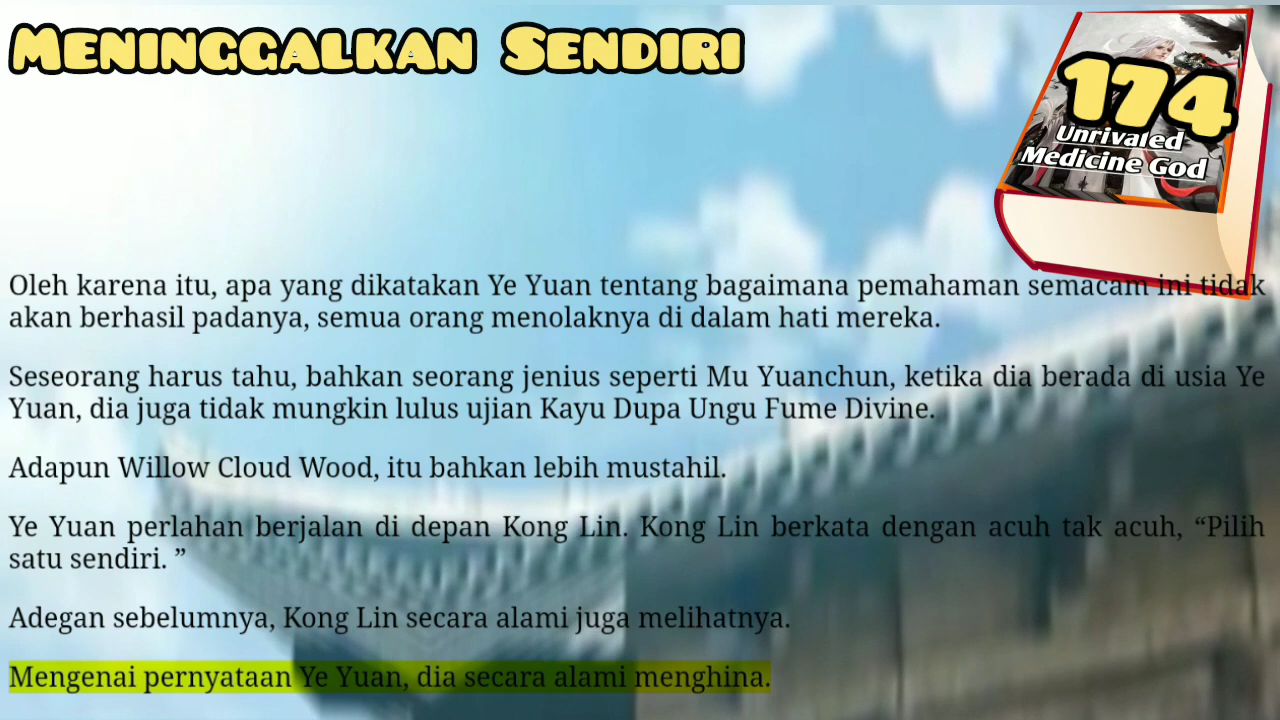 Meninggalkan Sendiri
174
Unrivaled
Medicine God
Oleh karena itu, apa yang dikatakan Ye Yuan tentang bagaimana pemahaman semacam ini tidak
akan berhasil padanya, semua orang menolaknya di dalam hati mereka.
Seseorang harus tahu, bahkan seorang jenius seperti Mu Yuanchun, ketika dia berada di usia Ye
Yuan, dia juga tidak mungkin lulus ujian Kayu Dupa Ungu Fume Divine.
Adapun Willow Cloud Wood, itu bahkan lebih mustahil.
Ye Yuan perlahan berjalan di depan Kong Lin. Kong Lin berkata dengan acuh tak acuh, “Pilih
satu sendiri. ”
Adegan sebelumnya, Kong Lin secara alami juga melihatnya.
Mengenai pernyataan Ye Yuan, dia secara alami menghina.